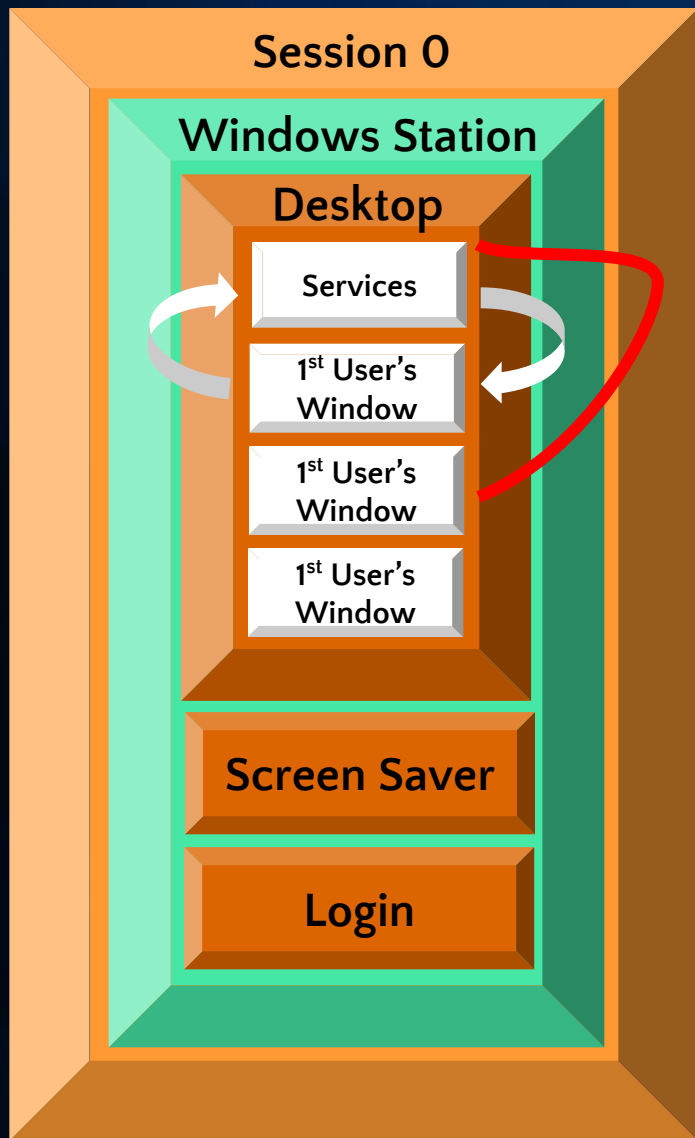 Session 0
Windows Station
Desktop
Services
1st User's
Window
1st User's
Window
1st User's
Window
Screen Saver
Login